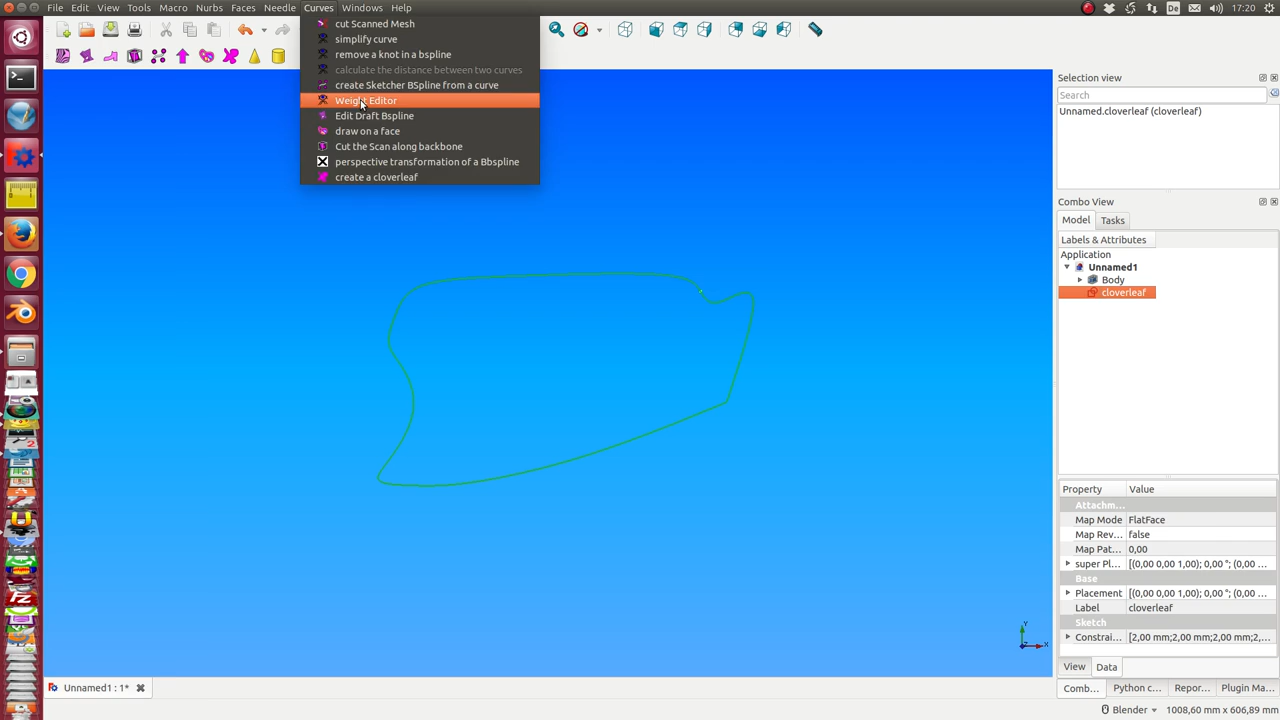 File Edit View Tools Macro Nurbs Faces Needle Curves Windows Help
De 17:20
cut Scanned Mesh
simplify curve
remove a knot in a bspline
calculate the distance between two curves
create Sketcher BSpline from a curve
Weight Editor
Edit Draft Bspline
draw on a face
Cut the Scan along backbone
perspective transformation of a Bbspline
create a cloverleaf
Selection view
Search
Unnamed.cloverleaf (cloverleaf)
Combo View
Model Tasks
Labels & Attributes
Application
Unnamed1
Body
cloverleaf
Property Value
Attachm...
Map Mode FlatFace
Map Rev... false
Map Pat... 0,00
super Pl... [(0,00 0,00 1,00); 0,00 °; (0,00 ...
Base
Placement [(0,00 0,00 1,00); 0,00 °; (0,00 ...
Label cloverleaf
Sketch
Constrai... [2,00 mm;2,00 mm;2,00 mm;2,...
View Data
Comb... Python c... Repor... Plugin Ma...
Unnamed1 : 1*
Blender 1008,60 mm x 606,89 mm
Y
X